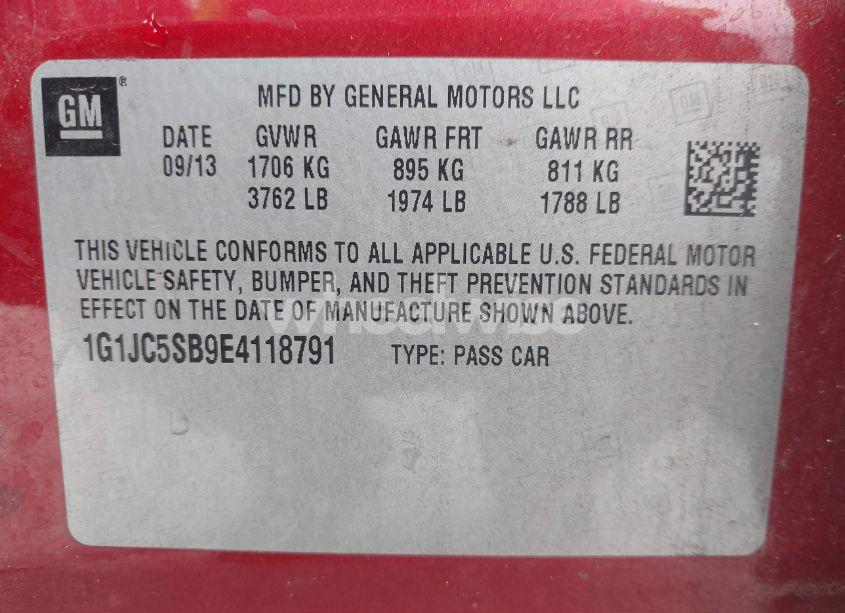 GM
MFD BY GENERAL MOTORS LLC
DATE GVWR GAWR FRT GAWR RR
09/13 1706 KG 895 KG 811 KG
3762 LB 1974 LB 1788 LB
THIS VEHICLE CONFORMS TO ALL APPLICABLE U.S. FEDERAL MOTOR
VEHICLE SAFETY, BUMPER, AND THEFT PREVENTION STANDARDS IN
EFFECT ON THE DATE OF MANUFACTURE SHOWN ABOVE.
1G1JC5SB9E4118791 TYPE: PASS CAR